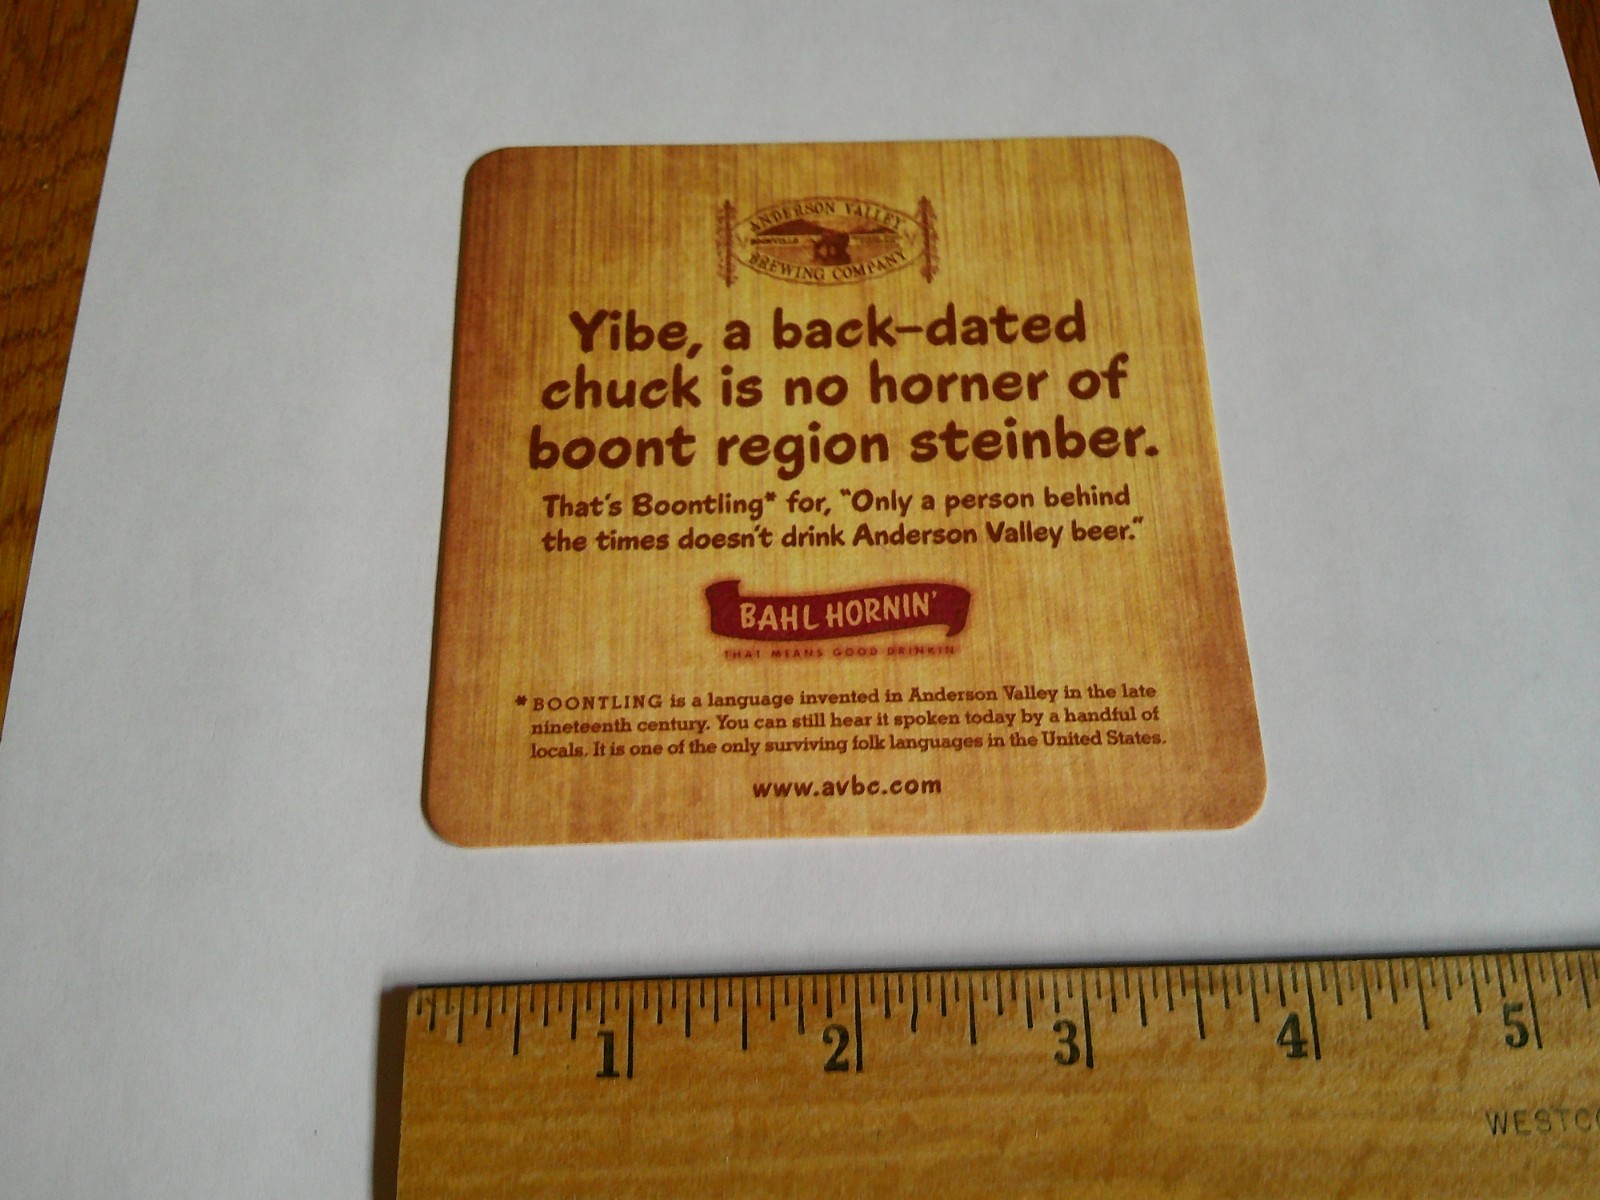 ANDERSON VALLEY
BREWING COMPANY
Yibe, a back-dated
chuck is no horner of
boont region steinber.
That's Boontling* for, "Only a person behind
the times doesn't drink Anderson Valley beer."
BAHL HORNIN'
THAT MEANS GOOD DRINKIN
* BOONTLING is a language invented in Anderson Valley in the late
nineteenth century. You can still hear it spoken today by a handful of
locals. It is one of the only surviving folk languages in the United States.
www.avbc.com
1 2 3 4 5